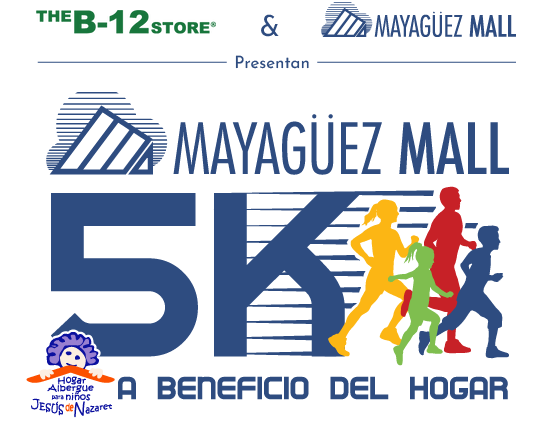 THE B-12 STORE® & MAYAGÜEZ MALL
Presentan
MAYAGÜEZ MALL
5K
A BENEFICIO DEL HOGAR
Hogar
Albergue
para niños
JESÚS de Nazaret